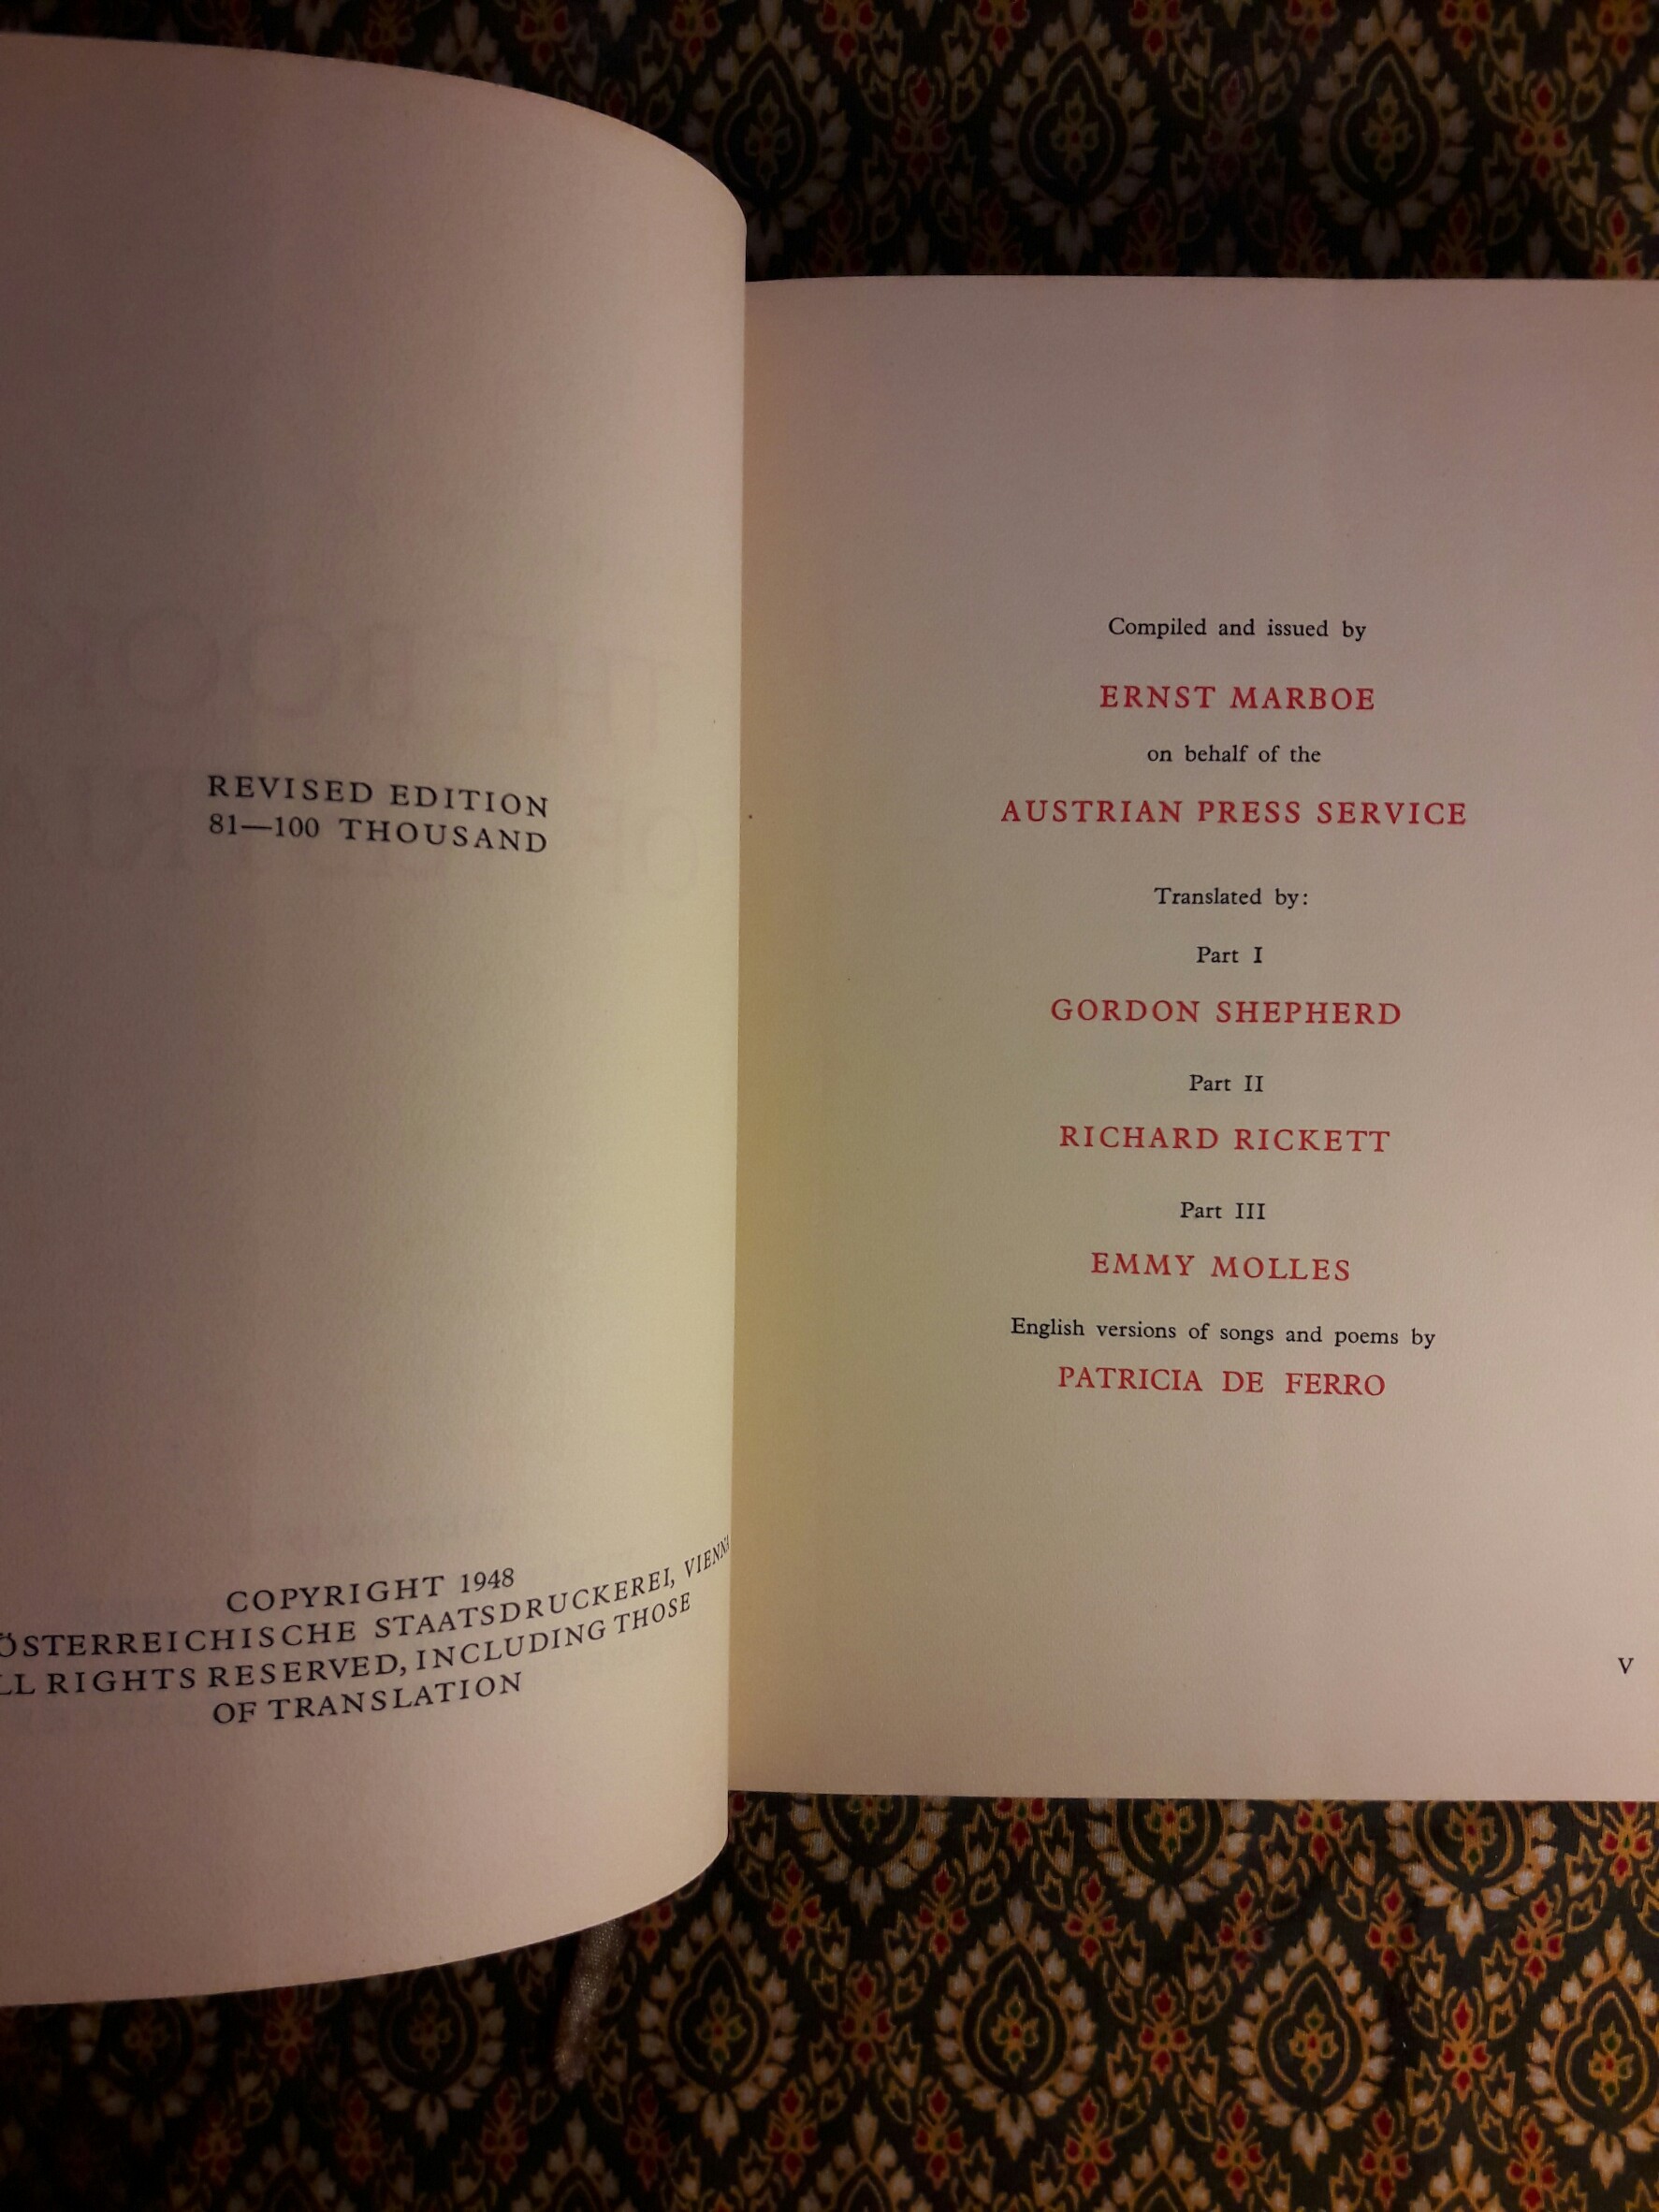 REVISED EDITION
81—100 THOUSAND
COPYRIGHT 1948
ÖSTERREICHISCHE STAATSDRUCKEREI, VIENNA
LL RIGHTS RESERVED, INCLUDING THOSE
OF TRANSLATION
Compiled and issued by
ERNST MARBOE
on behalf of the
AUSTRIAN PRESS SERVICE
Translated by:
Part I
GORDON SHEPHERD
Part II
RICHARD RICKETT
Part III
EMMY MOLLES
English versions of songs and poems by
PATRICIA DE FERRO
V